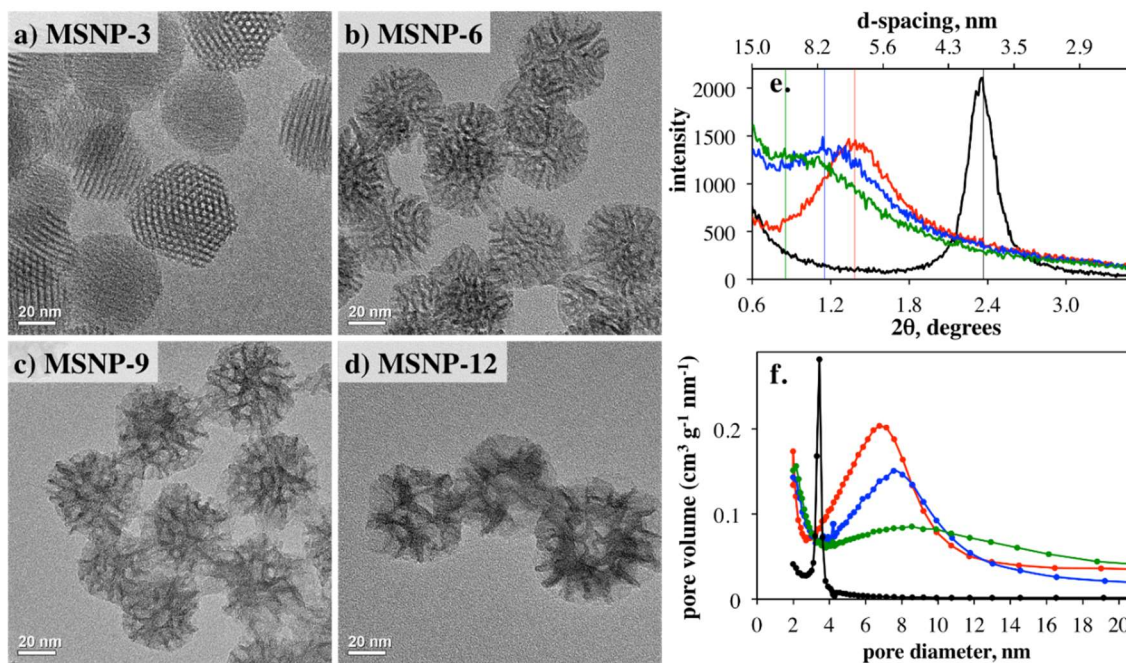 a) MSNP-3
20 nm
b) MSNP-6
20 nm
c) MSNP-9
20 nm
d) MSNP-12
20 nm
d-spacing, nm
15.0 8.2 5.6 4.3 3.5 2.9
e.
intensity
2000
1500
1000
500
0
0.6 1.2 1.8 2.4 3.0
2θ, degrees
f.
pore volume (cm³ g⁻¹ nm⁻¹)
0.2
0.1
0
0 2 4 6 8 10 12 14 16 18 20
pore diameter, nm